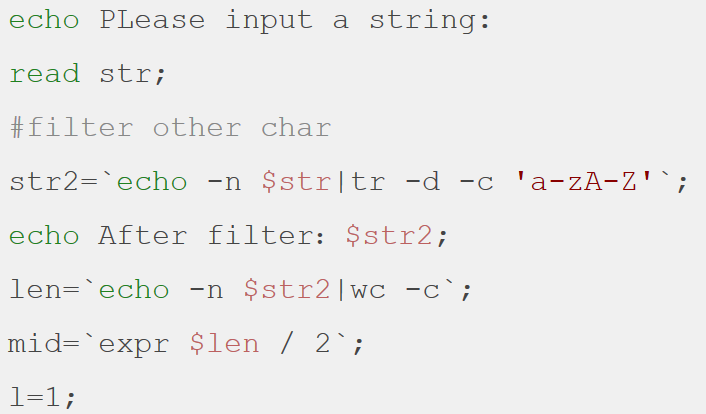 echo PLease input a string:
read str;
#filter other char
str2=`echo -n $str|tr -d -c 'a-zA-Z'`;
echo After filter: $str2;
len=`echo -n $str2|wc -c`;
mid=`expr $len / 2`;
l=1;